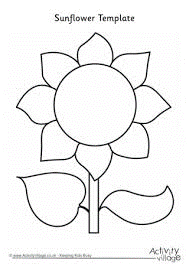 Sunflower Template
© www.ActivityVillage.co.uk - Keeping Kids Busy
Activity
Village